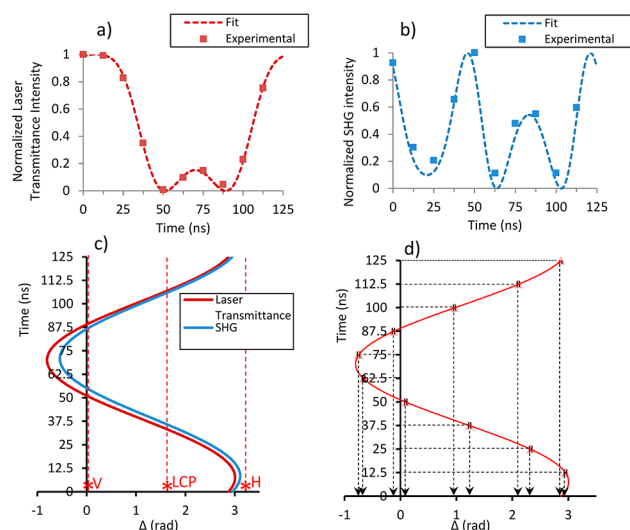 a)
Fit
Experimental
Normalized Laser
Transmittance Intensity
1
0.8
0.6
0.4
0.2
0
0 25 50 75 100 125
Time (ns)
b)
Fit
Experimental
Normalized SHG intensity
1
0.8
0.6
0.4
0.2
0
0 25 50 75 100 125
Time (ns)
c)
Time (ns)
125
112.5
100
87.5
75
62.5
50
37.5
25
12.5
0
Laser
Transmittance
SHG
V
LCP
H
-1 0 1 2 3
Δ (rad)
d)
Time (ns)
125
112.5
100
87.5
75
62.5
50
37.5
25
12.5
0
-1 0 1 2 3
Δ (rad)